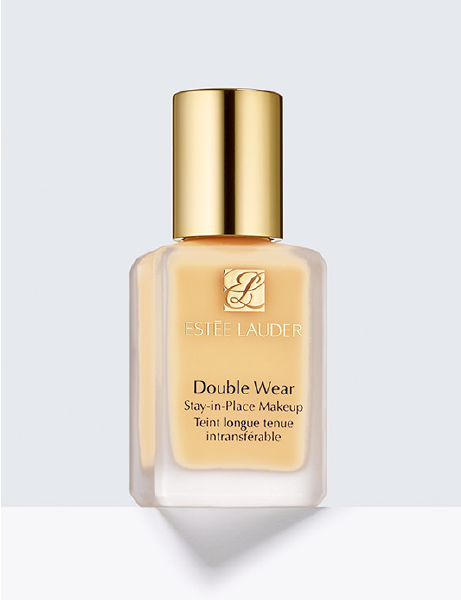 ESTĒE LAUDER
Double Wear
Stay-in-Place Makeup
Teint longue tenue
intransférable